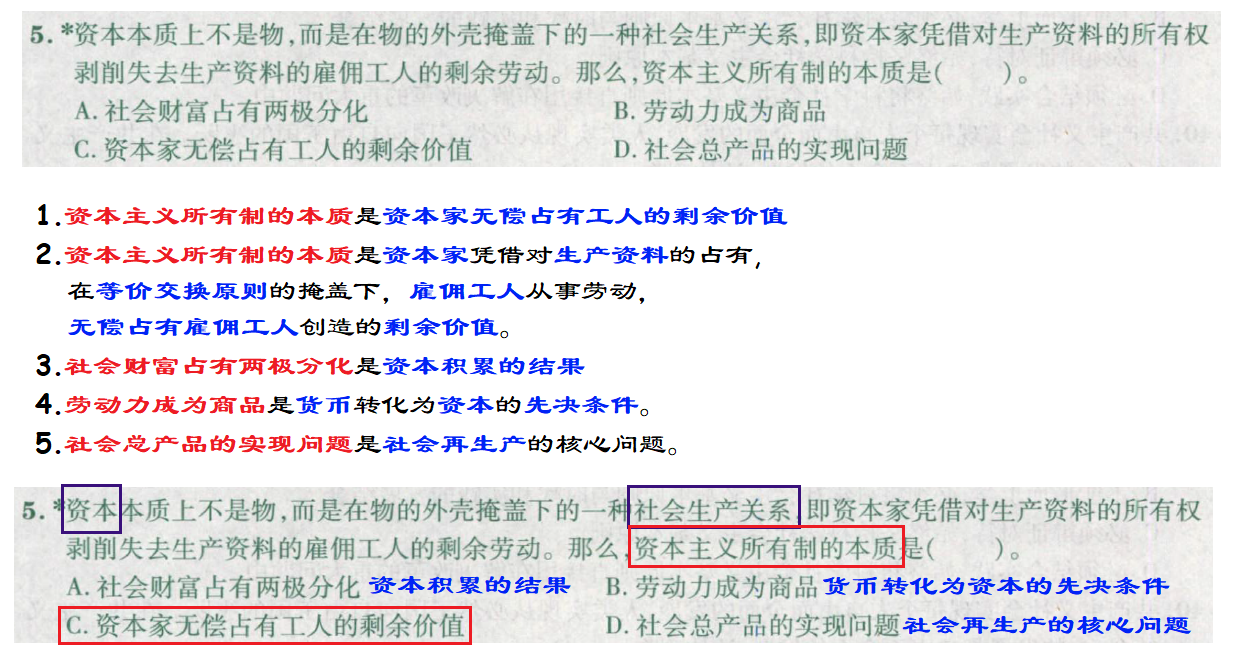 5. *资本本质上不是物,而是在物的外壳掩盖下的一种社会生产关系,即资本家凭借对生产资料的所有权
剥削失去生产资料的雇佣工人的剩余劳动。那么,资本主义所有制的本质是(　　)。
A. 社会财富占有两极分化　　B. 劳动力成为商品
C. 资本家无偿占有工人的剩余价值　　D. 社会总产品的实现问题
1.资本主义所有制的本质是资本家无偿占有工人的剩余价值
2.资本主义所有制的本质是资本家凭借对生产资料的占有,
在等价交换原则的掩盖下，雇佣工人从事劳动,
无偿占有雇佣工人创造的剩余价值。
3.社会财富占有两极分化是资本积累的结果
4.劳动力成为商品是货币转化为资本的先决条件。
5.社会总产品的实现问题是社会再生产的核心问题。
5. *资本本质上不是物,而是在物的外壳掩盖下的一种社会生产关系,即资本家凭借对生产资料的所有权
剥削失去生产资料的雇佣工人的剩余劳动。那么,资本主义所有制的本质是(　　)。
A. 社会财富占有两极分化 资本积累的结果　　B. 劳动力成为商品 货币转化为资本的先决条件
C. 资本家无偿占有工人的剩余价值　　D. 社会总产品的实现问题 社会再生产的核心问题